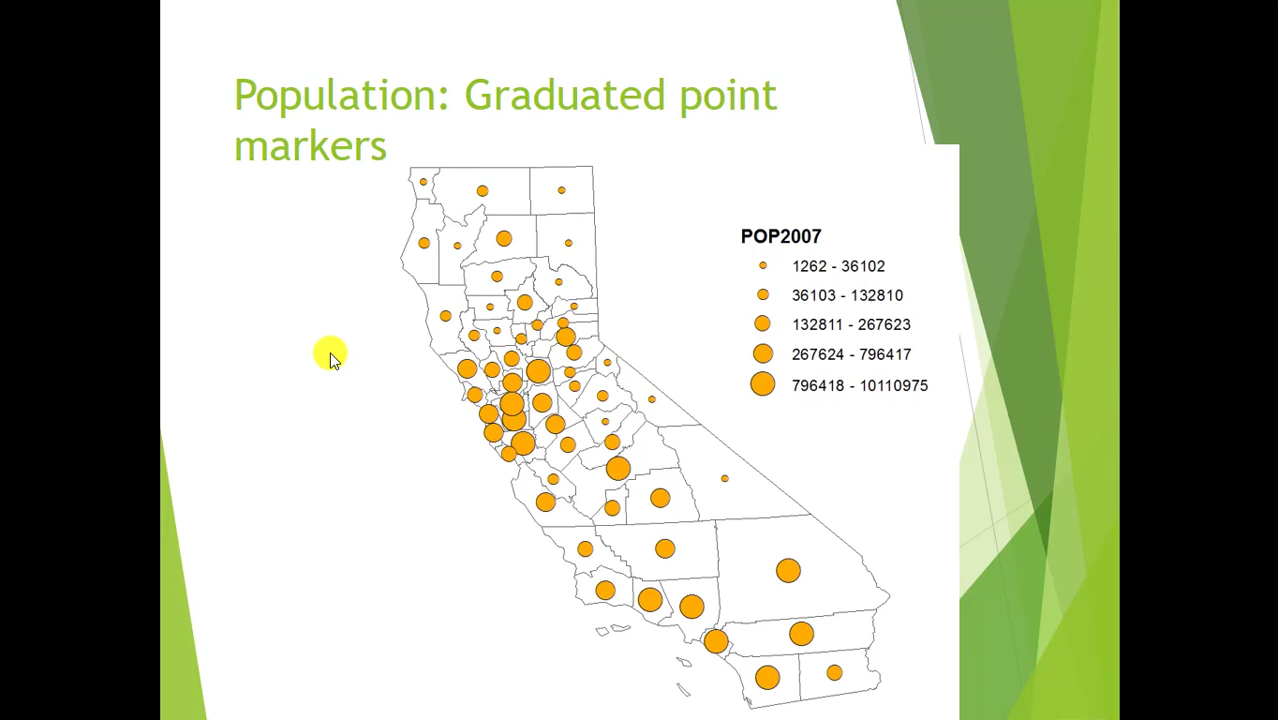 Population: Graduated point
markers
POP2007
1262 - 36102
36103 - 132810
132811 - 267623
267624 - 796417
796418 - 10110975